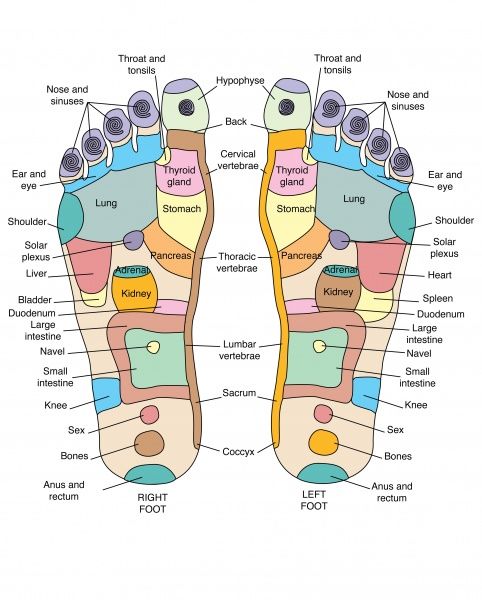 Throat and
tonsils
Throat and
tonsils
Nose and
sinuses
Hypophyse
Nose and
sinuses
Back
Ear and
eye
Cervical
vertebrae
Ear and
eye
Thyroid
gland
Thyroid
gland
Lung
Lung
Stomach
Stomach
Shoulder
Shoulder
Solar
plexus
Solar
plexus
Pancreas
Thoracic
vertebrae
Pancreas
Liver
Adrenal
Adrenal
Heart
Kidney
Kidney
Bladder
Spleen
Duodenum
Duodenum
Large
intestine
Large
intestine
Navel
Lumbar
vertebrae
Navel
Small
intestine
Small
intestine
Knee
Sacrum
Knee
Sex
Sex
Bones
Coccyx
Bones
Anus and
rectum
Anus and
rectum
RIGHT
FOOT
LEFT
FOOT